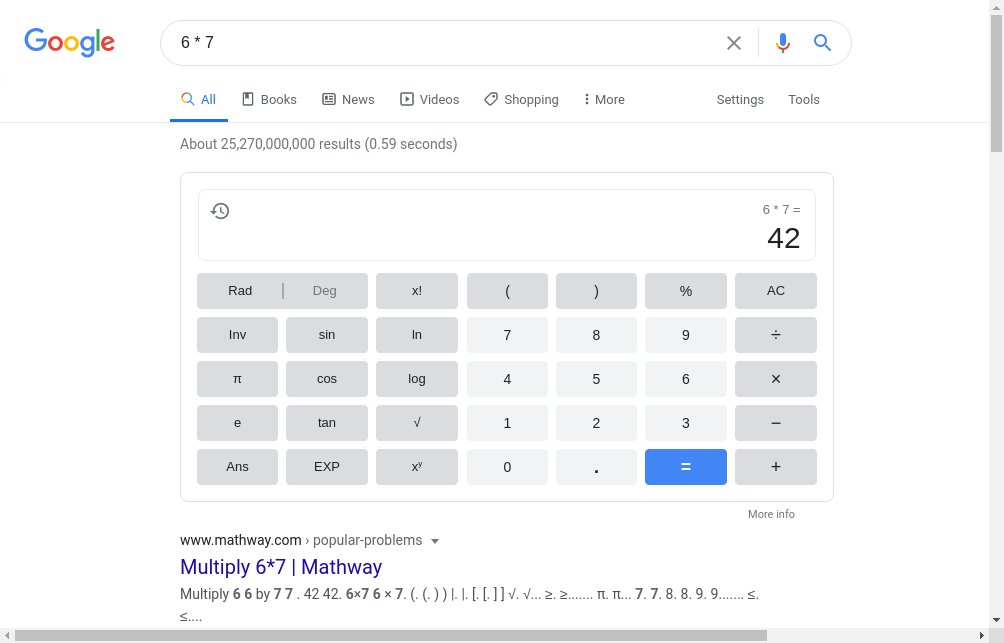 Google
6 * 7
All Books News Videos Shopping More Settings Tools
About 25,270,000,000 results (0.59 seconds)
6 * 7 =
42
Rad | Deg x! ( ) % AC
Inv sin ln 7 8 9 ÷
π cos log 4 5 6 ×
e tan √ 1 2 3 −
Ans EXP xʸ 0 . = +
More info
www.mathway.com › popular-problems
Multiply 6*7 | Mathway
Multiply 6 6 by 7 7 . 42 42. 6×7 6 × 7. (. (. ) ) |. |. [. [. ] ] √. √... ≥. ≥....... π. π... 7. 7. 8. 8. 9. 9....... ≤.
≤....